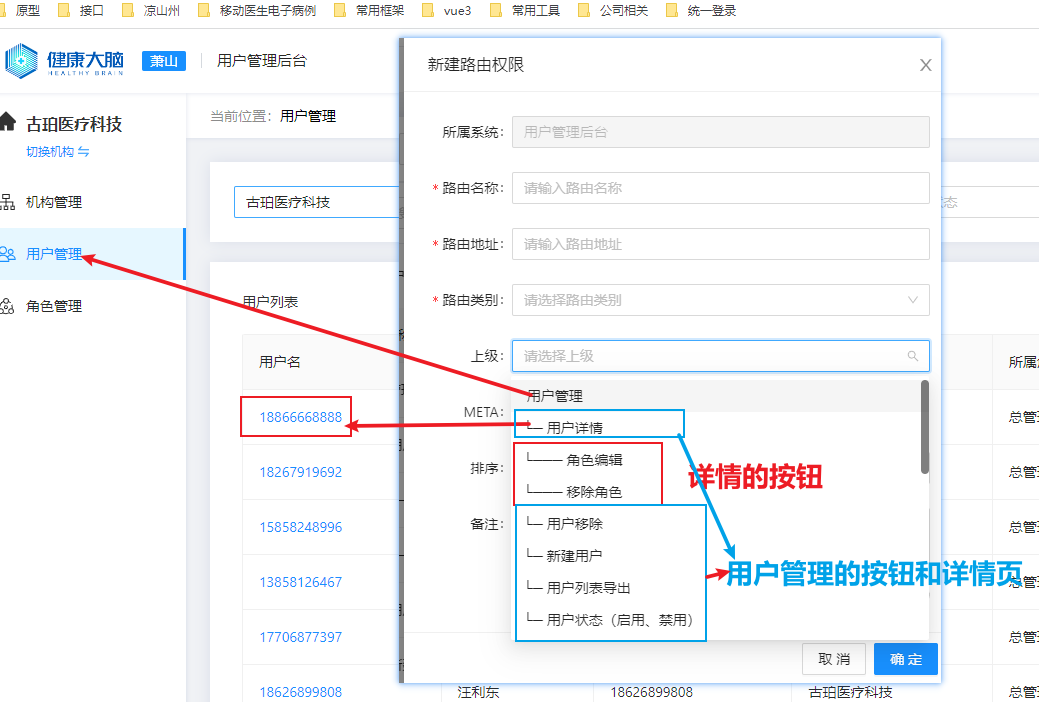 原型 接口 凉山州 移动医生电子病例 常用框架 vue3 常用工具 公司相关 统一登录
健康大脑
HEALTHY BRAIN
萧山
用户管理后台
古珀医疗科技
切换机构
机构管理
用户管理
角色管理
当前位置: 用户管理
古珀医疗科技
态
用户列表
用户名
所属
18866668888
总管
18267919692
总管
15858248996
总管
13858126467
总管
17706877397
总管
18626899808 汪利东 18626899808 古珀医疗科技 总管
新建路由权限
所属系统: 用户管理后台
* 路由名称: 请输入路由名称
* 路由地址: 请输入路由地址
* 路由类别: 请选择路由类别
上级: 请选择上级
META:
排序:
备注:
用户管理
└─ 用户详情
└─── 角色编辑
└─── 移除角色
└─ 用户移除
└─ 新建用户
└─ 用户列表导出
└─ 用户状态（启用、禁用）
详情的按钮
用户管理的按钮和详情页
取 消
确 定